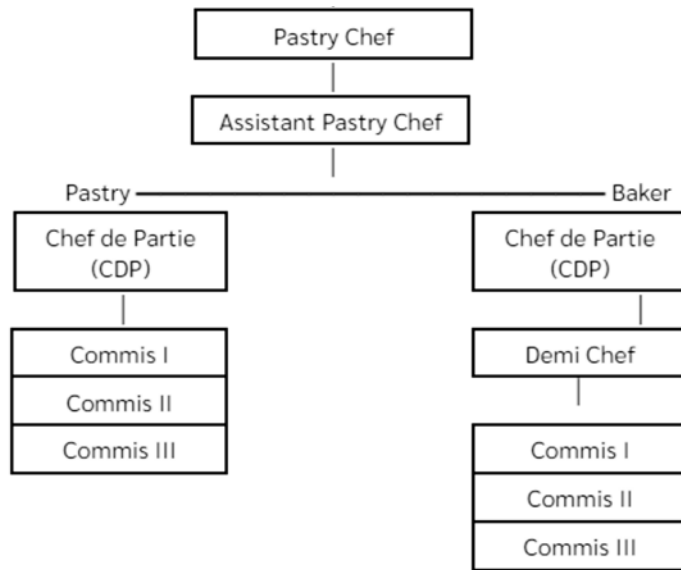 Pastry Chef
Assistant Pastry Chef
Pastry
Baker
Chef de Partie
(CDP)
Chef de Partie
(CDP)
Commis I
Commis II
Commis III
Demi Chef
Commis I
Commis II
Commis III